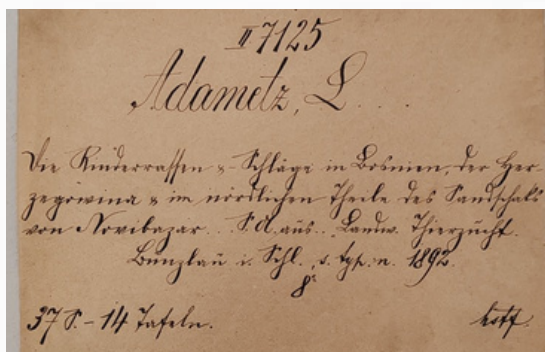 II 7125
Adametz, L...
Die Rinderrassen & -Schläge in Bosnien, der Her-
zegowina & im nördlichen Theile des Sandschaks
von Novibazar... S.A. aus.. Landw. Thierzucht.
Bunzlau i. Schl., s. typ. n. 1892.
8°
37 S. - 14 Tafeln.